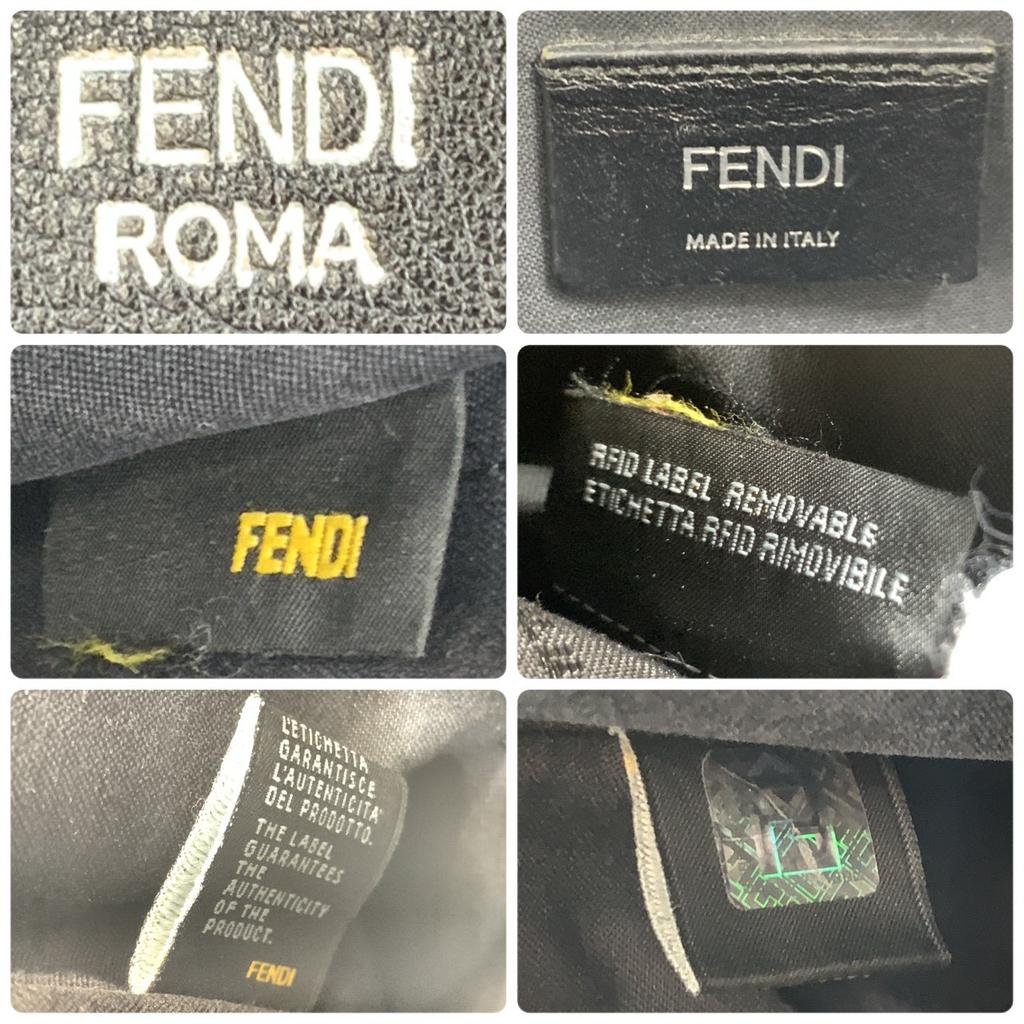 FENDI
ROMA
FENDI
MADE IN ITALY
FENDI
RFID LABEL REMOVABLE
ETICHETTA RFID RIMOVIBILE
L'ETICHETTA
GARANTISCE
L'AUTENTICITA'
DEL PRODOTTO.
THE LABEL
GUARANTEES
THE
AUTHENTICITY
OF THE
PRODUCT.
FENDI